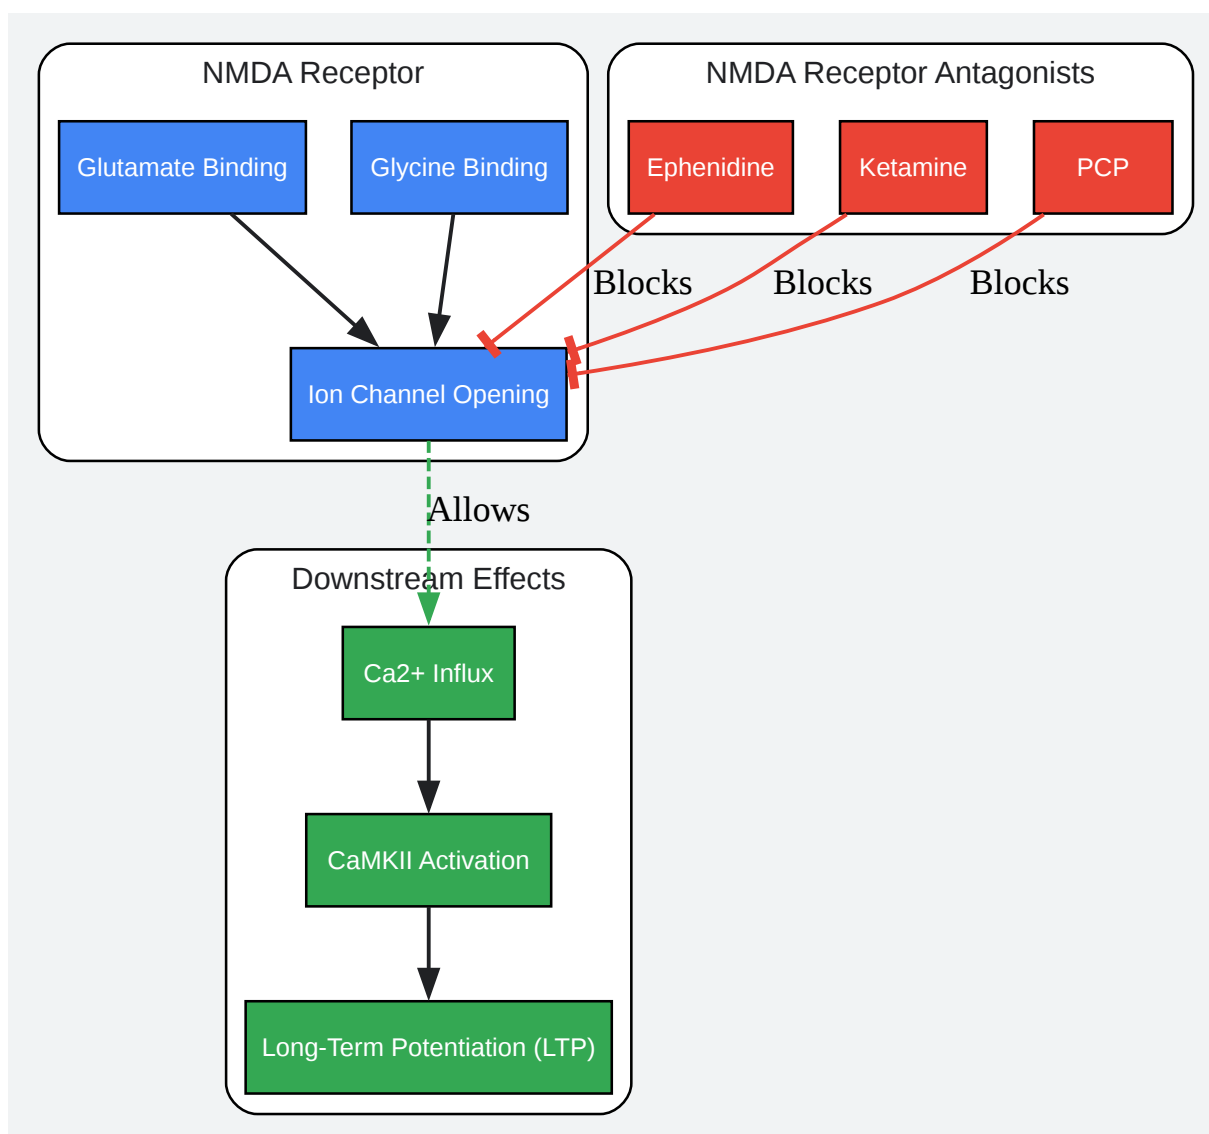 NMDA Receptor
NMDA Receptor Antagonists
Glutamate Binding
Glycine Binding
Ephenidine
Ketamine
PCP
Blocks
Blocks
Blocks
Ion Channel Opening
Allows
Downstream Effects
Ca2+ Influx
CaMKII Activation
Long-Term Potentiation (LTP)